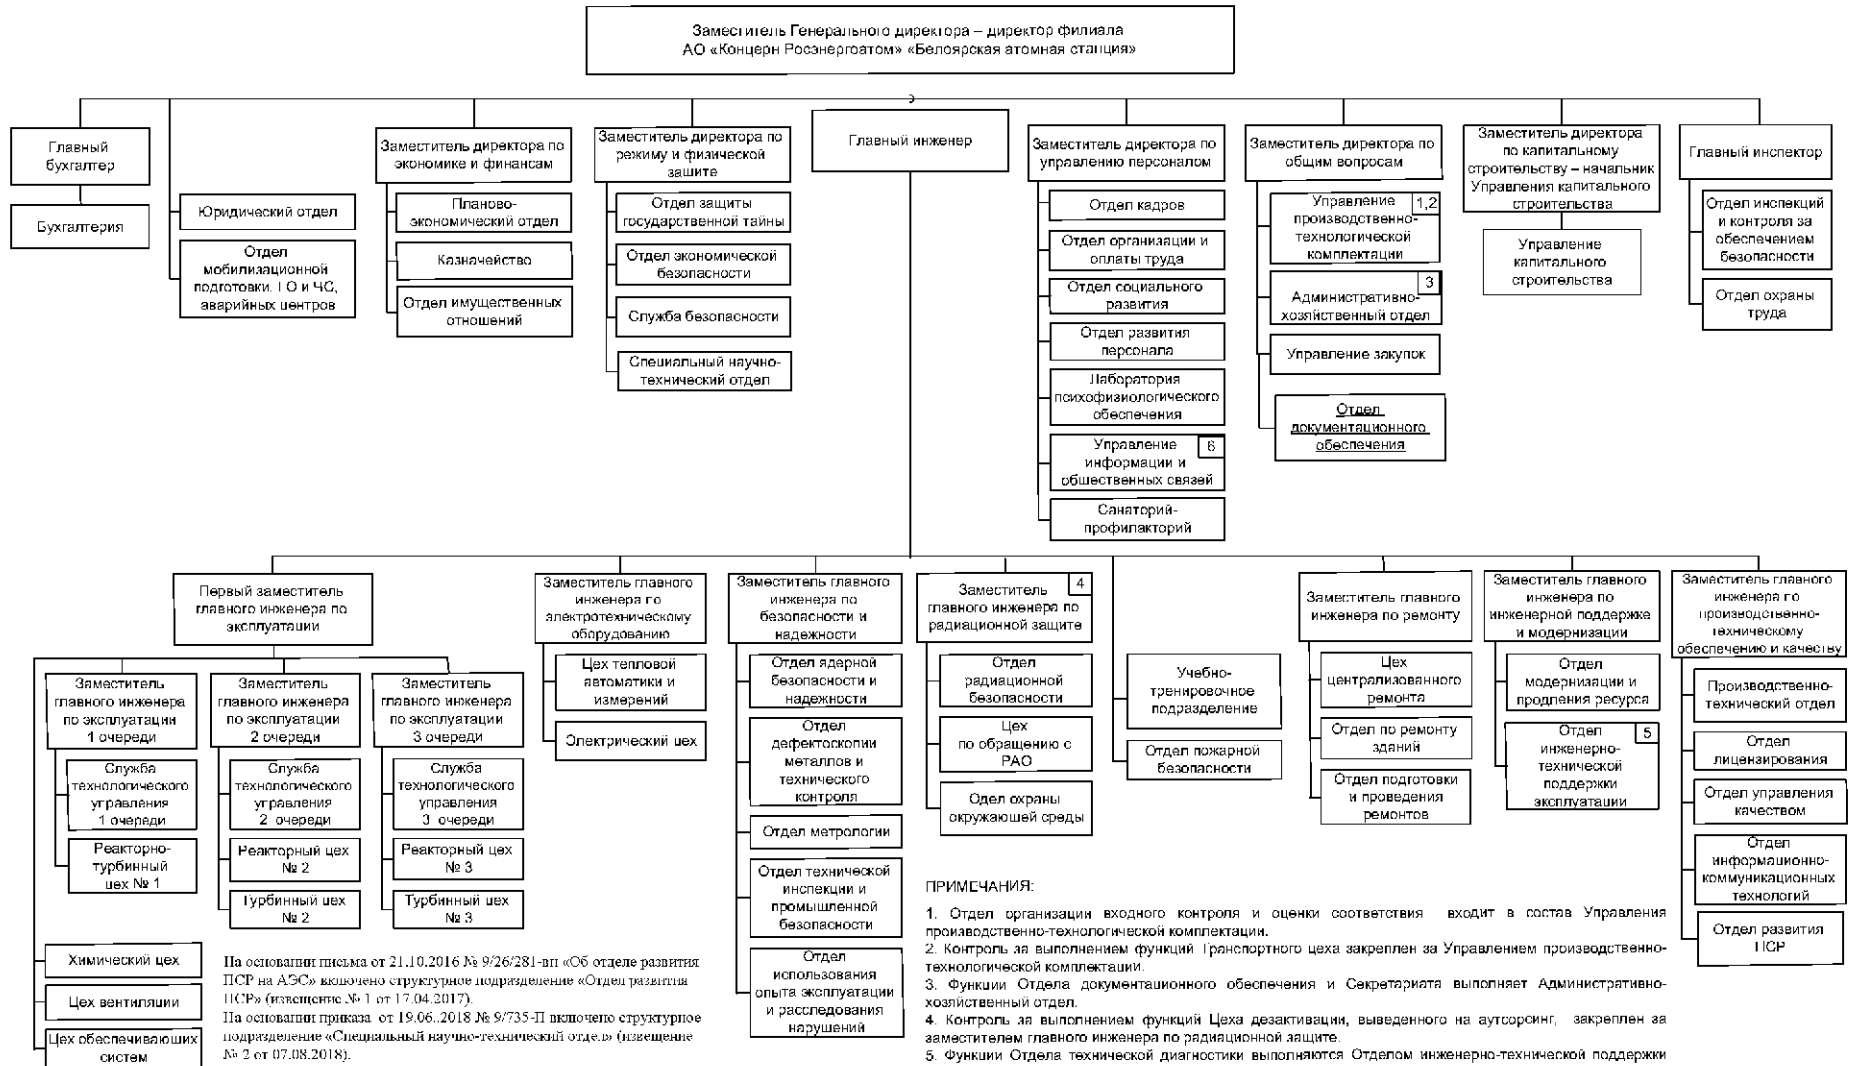 Заместитель Генерального директора – директор филиала
АО «Концерн Росэнергоатом» «Белоярская атомная станция»
Главный
бухгалтер
Бухгалтерия
Юридический отдел
Отдел
мобилизационной
подготовки, ГО и ЧС,
аварийных центров
Заместитель директора по
экономике и финансам
Планово-
экономический отдел
Казначейство
Отдел имущественных
отношений
Заместитель директора по
режиму и физической
защите
Отдел защиты
государственной тайны
Отдел экономической
безопасности
Служба безопасности
Специальный научно-
технический отдел
Главный инженер
Заместитель директора по
управлению персоналом
Отдел кадров
Отдел организации и
оплаты труда
Отдел социального
развития
Отдел развития
персонала
Лаборатория
психофизиологического
обеспечения
Управление
информации и
общественных связей
6
Санаторий-
профилакторий
Заместитель директора по
общим вопросам
Управление
производственно-
технологической
комплектации
1,2
Административно-
хозяйственный отдел
3
Управление закупок
Отдел
документационного
обеспечения
Заместитель директора
по капитальному
строительству – начальник
Управления капитального
строительства
Управление
капитального
строительства
Главный инспектор
Отдел инспекций
и контроля за
обеспечением
безопасности
Отдел охраны
труда
Первый заместитель
главного инженера по
эксплуатации
Заместитель
главного инженера
по эксплуатации
1 очереди
Служба
технологического
управления
1 очереди
Реакторно-
турбинный
цех № 1
Заместитель
главного инженера
по эксплуатации
2 очереди
Служба
технологического
управления
2 очереди
Реакторный цех
№ 2
Турбинный цех
№ 2
Заместитель
главного инженера
по эксплуатации
3 очереди
Служба
технологического
управления
3 очереди
Реакторный цех
№ 3
Турбинный цех
№ 3
Химический цех
Цех вентиляции
Цех обеспечивающих
систем
Заместитель главного
инженера по
электротехническому
оборудованию
Цех тепловой
автоматики и
измерений
Электрический цех
Заместитель главного
инженера по
безопасности и
надежности
Отдел ядерной
безопасности и
надежности
Отдел
дефектоскопии
металлов и
технического
контроля
Отдел метрологии
Отдел технической
инспекции и
промышленной
безопасности
Отдел
использования
опыта эксплуатации
и расследования
нарушений
Заместитель
главного инженера по
радиационной защите
4
Отдел
радиационной
безопасности
Цех
по обращению с
РАО
Одел охраны
окружающей среды
Учебно-
тренировочное
подразделение
Отдел пожарной
безопасности
Заместитель главного
инженера по ремонту
Цех
централизованного
ремонта
Отдел по ремонту
зданий
Отдел подготовки
и проведения
ремонтов
Заместитель главного
инженера по
инженерной поддержке
и модернизации
Отдел
модернизации и
продления ресурса
Отдел
инженерно-
технической
поддержки
эксплуатации
5
Заместитель главного
инженера по
производственно-
техническому
обеспечению и качеству
Производственно-
технический отдел
Отдел
лицензирования
Отдел управления
качеством
Отдел
информационно-
коммуникационных
технологий
Отдел развития
ПСР
На основании письма от 21.10.2016 № 9/26/281-вн «Об отделе развития
ПСР на АЭС» включено структурное подразделение «Отдел развития
ПСР» (извещение № 1 от 17.04.2017).
На основании приказа от 19.06..2018 № 9/735-П включено структурное
подразделение «Специальный научно-технический отдел» (извещение
№ 2 от 07.08.2018).
ПРИМЕЧАНИЯ:
1. Отдел организации входного контроля и оценки соответствия входит в состав Управления
производственно-технологической комплектации.
2. Контроль за выполнением функций Транспортного цеха закреплен за Управлением производственно-
технологической комплектации.
3. Функции Отдела документационного обеспечения и Секретариата выполняет Административно-
хозяйственный отдел.
4. Контроль за выполнением функций Цеха дезактивации, выведенного на аутсорсинг, закреплен за
заместителем главного инженера по радиационной защите.
5. Функции Отдела технической диагностики выполняются Отделом инженерно-технической поддержки